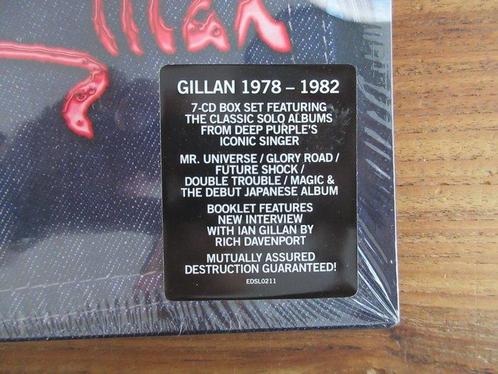 Gillan
GILLAN 1978 – 1982
7-CD BOX SET FEATURING
THE CLASSIC SOLO ALBUMS
FROM DEEP PURPLE'S
ICONIC SINGER
MR. UNIVERSE / GLORY ROAD /
FUTURE SHOCK /
DOUBLE TROUBLE / MAGIC &
THE DEBUT JAPANESE ALBUM
BOOKLET FEATURES
NEW INTERVIEW
WITH IAN GILLAN BY
RICH DAVENPORT
MUTUALLY ASSURED
DESTRUCTION GUARANTEED!
EDSL0211